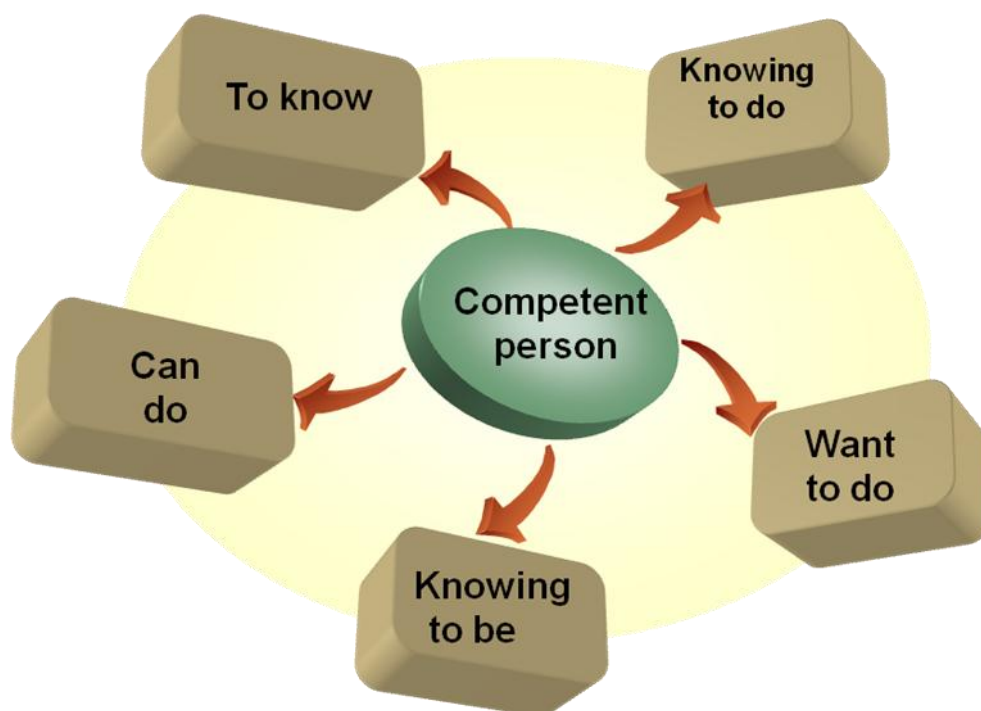 To know
Knowing
to do
Competent
person
Can
do
Want
to do
Knowing
to be